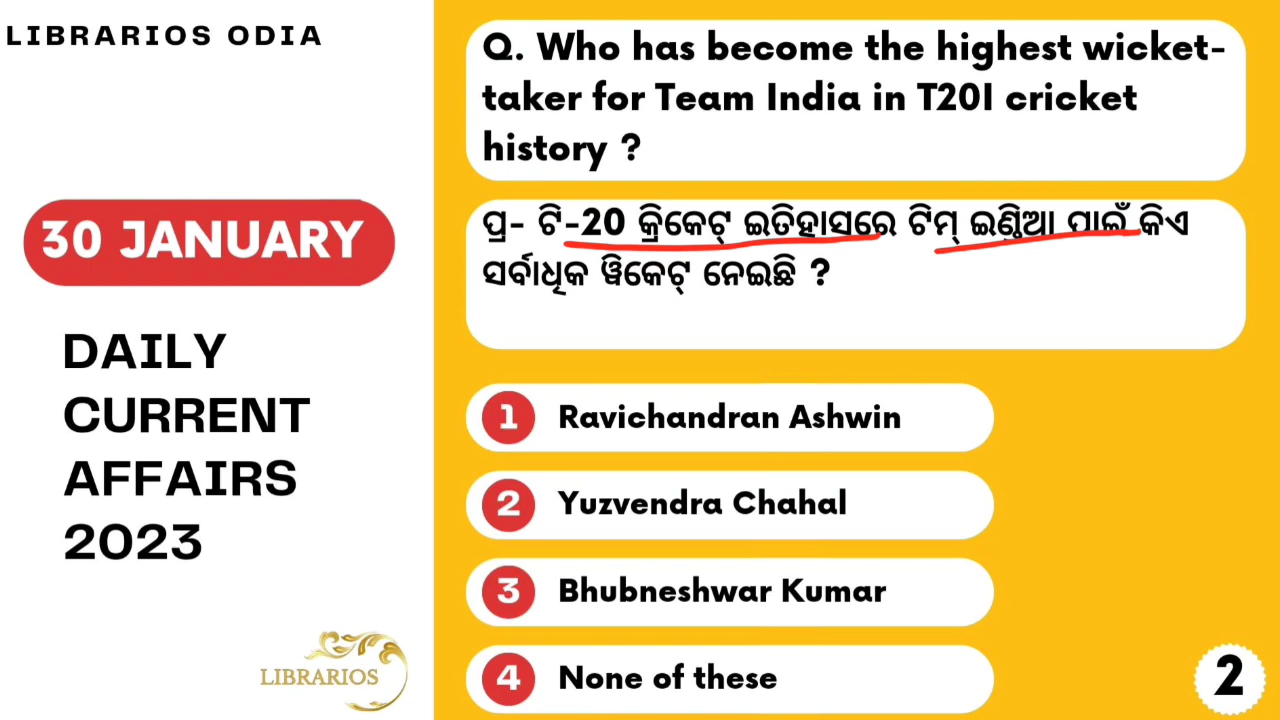 LIBRARIOS ODIA
30 JANUARY
DAILY
CURRENT
AFFAIRS
2023
LIBRARIOS
Q. Who has become the highest wicket-
taker for Team India in T20I cricket
history ?
ପ୍ର- ଟି-20 କ୍ରିକେଟ୍ ଇତିହାସରେ ଟିମ୍ ଇଣ୍ଡିଆ ପାଇଁ କିଏ
ସର୍ବାଧିକ ୱିକେଟ୍ ନେଇଛି ?
1 Ravichandran Ashwin
2 Yuzvendra Chahal
3 Bhubneshwar Kumar
4 None of these
2